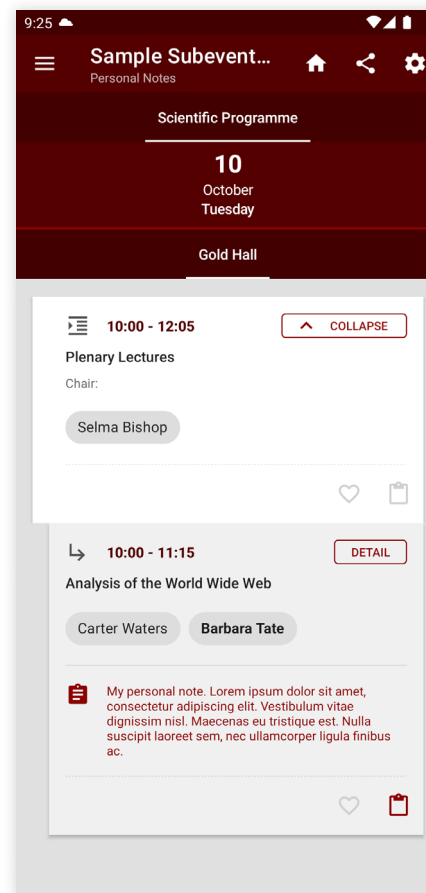 9:25
Sample Subevent...
Personal Notes
Scientific Programme
10
October
Tuesday
Gold Hall
10:00 - 12:05
COLLAPSE
Plenary Lectures
Chair:
Selma Bishop
10:00 - 11:15
DETAIL
Analysis of the World Wide Web
Carter Waters
Barbara Tate
My personal note. Lorem ipsum dolor sit amet,
consectetur adipiscing elit. Vestibulum vitae
dignissim nisl. Maecenas eu tristique est. Nulla
suscipit laoreet sem, nec ullamcorper ligula finibus
ac.